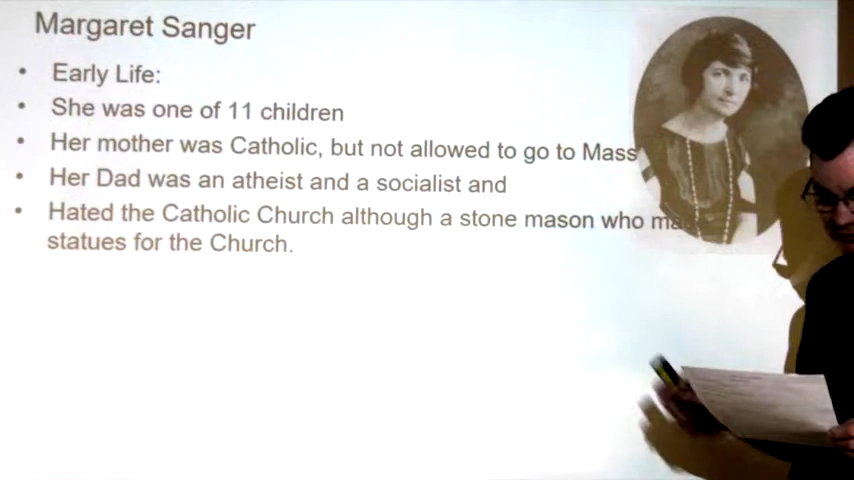 Margaret Sanger
• Early Life:
• She was one of 11 children
• Her mother was Catholic, but not allowed to go to Mass
• Her Dad was an atheist and a socialist and
• Hated the Catholic Church although a stone mason who
statues for the Church.